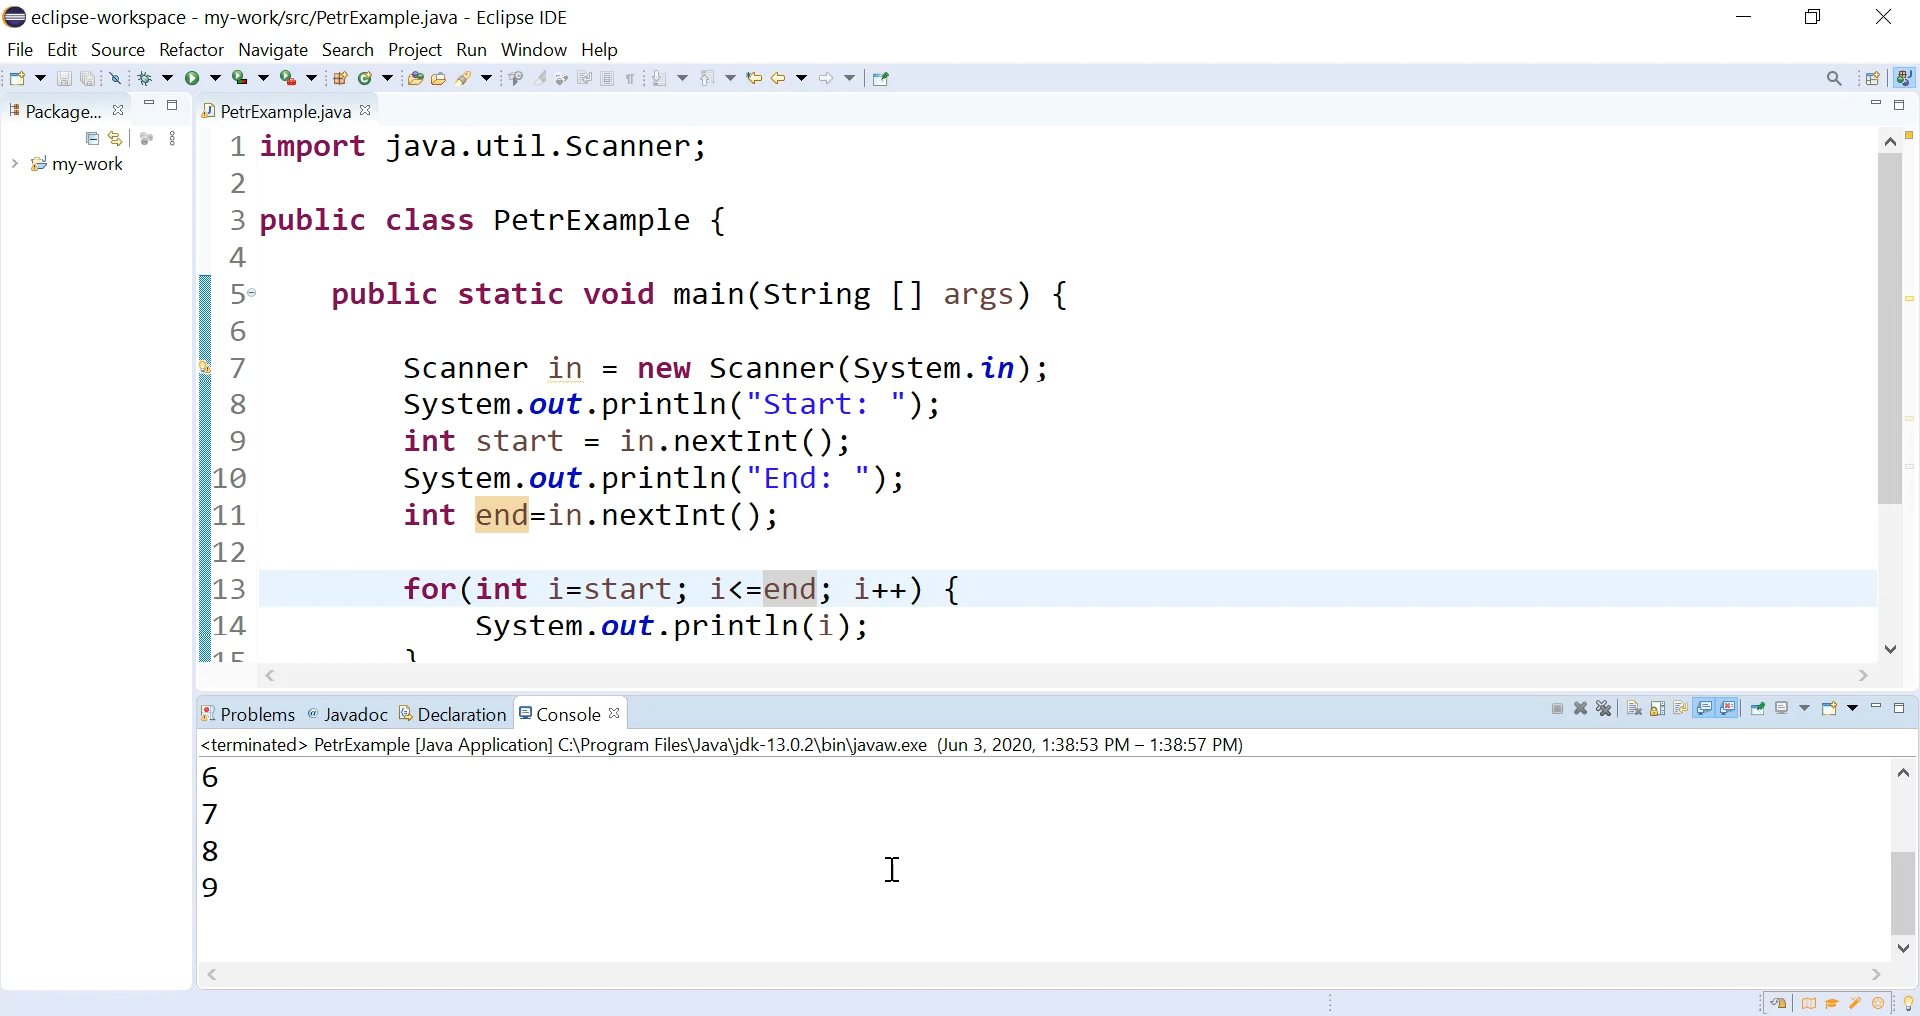 eclipse-workspace - my-work/src/PetrExample.java - Eclipse IDE
File Edit Source Refactor Navigate Search Project Run Window Help
Package...
PetrExample.java
my-work
1 import java.util.Scanner;
2
3 public class PetrExample {
4
5 public static void main(String [] args) {
6
7 Scanner in = new Scanner(System.in);
8 System.out.println("Start: ");
9 int start = in.nextInt();
10 System.out.println("End: ");
11 int end=in.nextInt();
12
13 for(int i=start; i<=end; i++) {
14 System.out.println(i);
15 }
Problems @ Javadoc Declaration Console
<terminated> PetrExample [Java Application] C:\Program Files\Java\jdk-13.0.2\bin\javaw.exe (Jun 3, 2020, 1:38:53 PM – 1:38:57 PM)
6
7
8
9